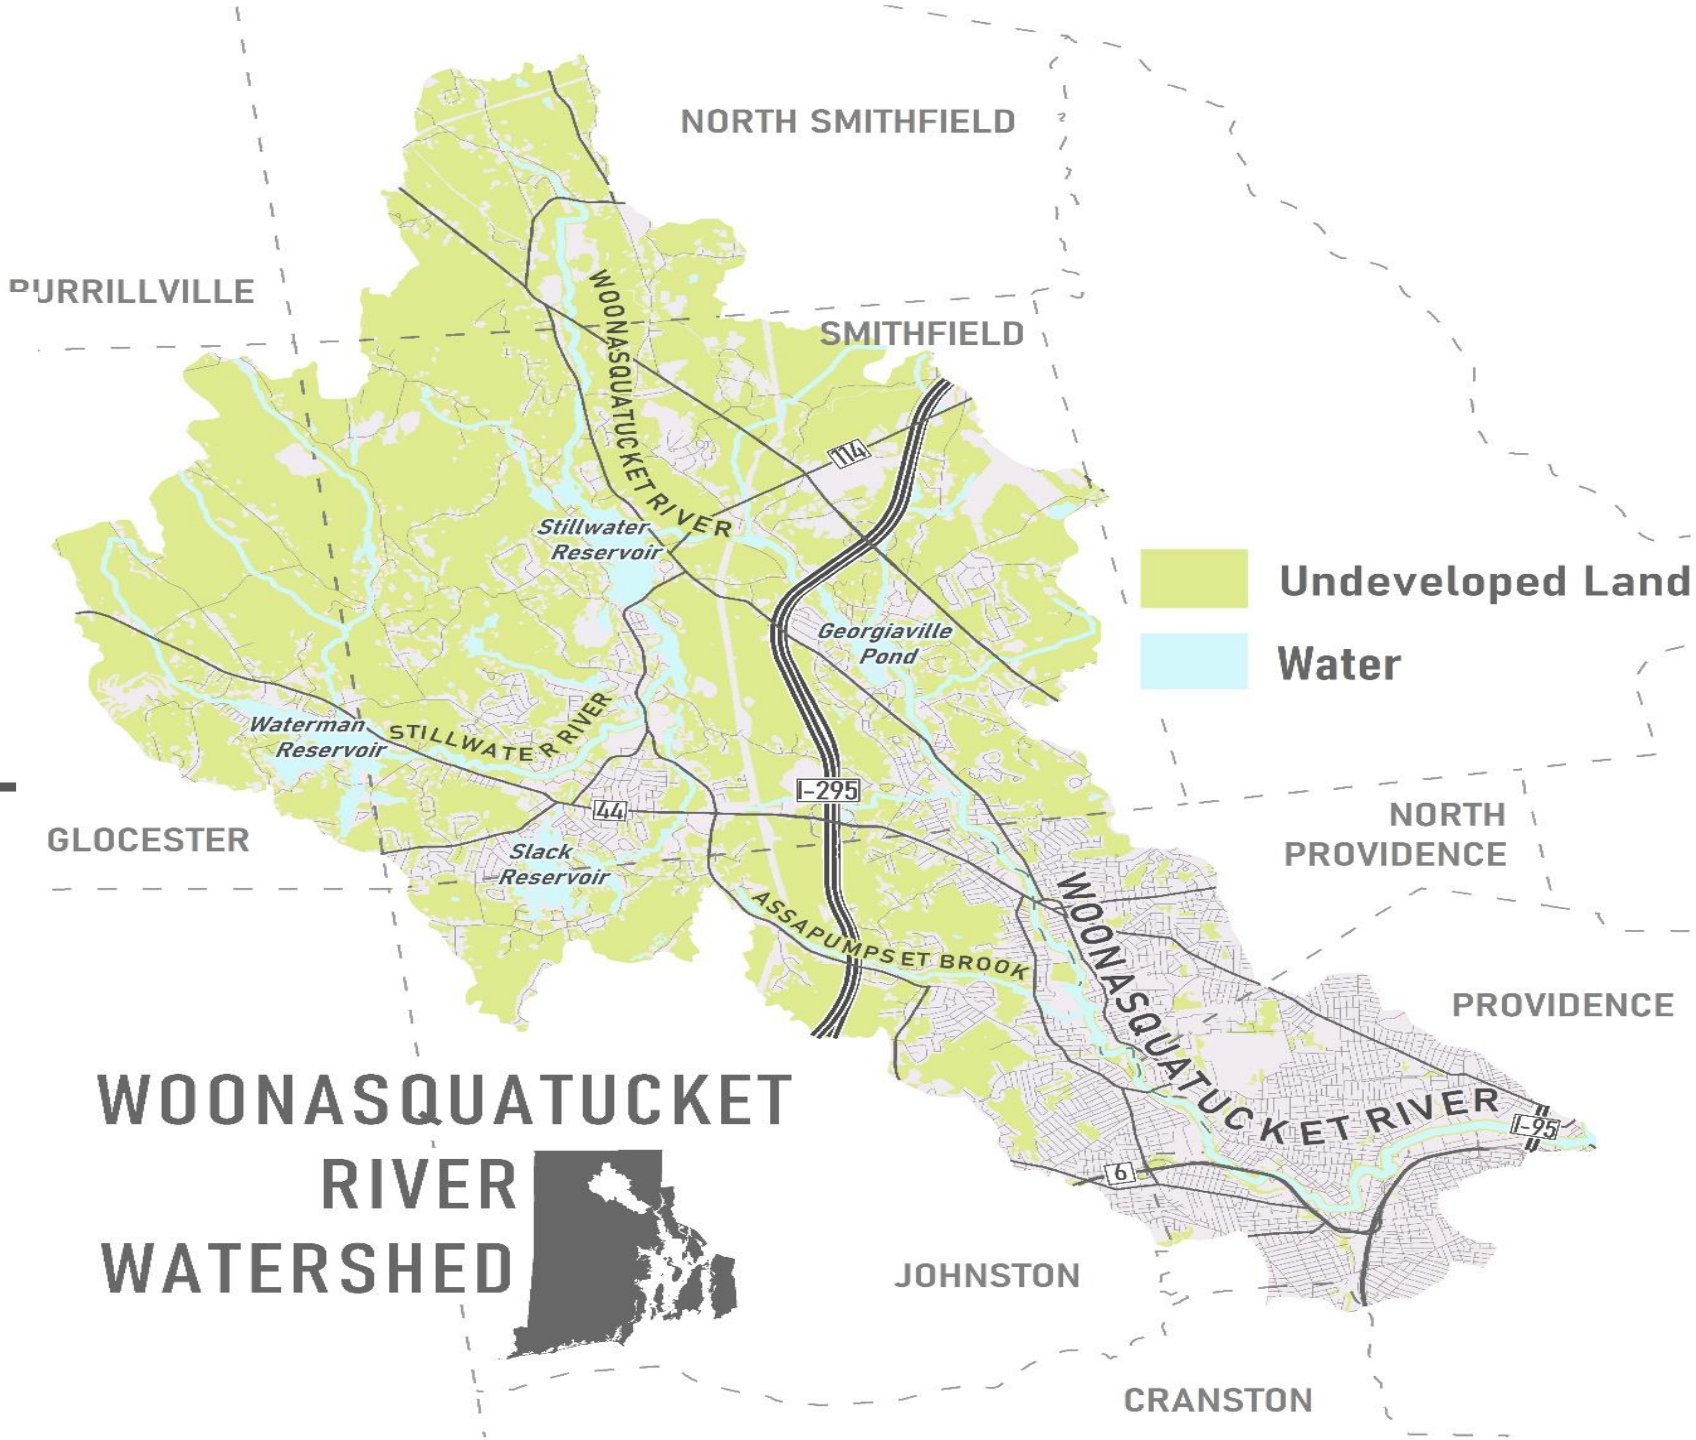 NORTH SMITHFIELD
BURRILLVILLE
SMITHFIELD
WOONASQUATUCKET RIVER
114
Stillwater
Reservoir
Undeveloped Land
Georgiaville
Pond
Water
Waterman
Reservoir
STILLWATER RIVER
I-295
44
NORTH
PROVIDENCE
GLOCESTER
Slack
Reservoir
ASSAPUMPSET BROOK
WOONASQUATUCKET RIVER
PROVIDENCE
I-95
6
WOONASQUATUCKET
RIVER
WATERSHED
JOHNSTON
CRANSTON